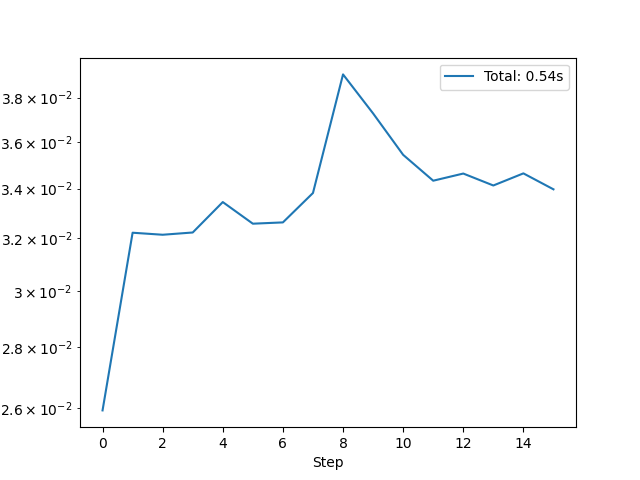 Total: 0.54s
3.8 × 10⁻²
3.6 × 10⁻²
3.4 × 10⁻²
3.2 × 10⁻²
3 × 10⁻²
2.8 × 10⁻²
2.6 × 10⁻²
0 2 4 6 8 10 12 14
Step